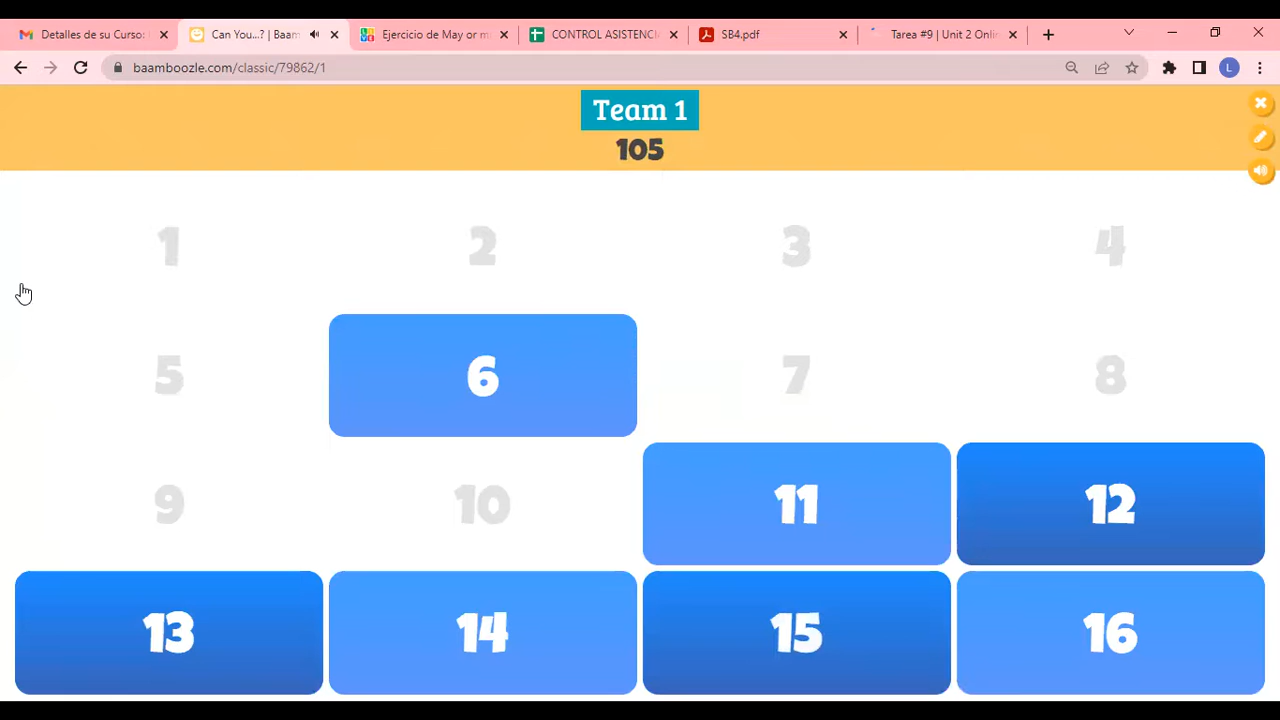 Detalles de su Curso:
Can You...? | Baam
Ejercicio de May or m
CONTROL ASISTENCI
SB4.pdf
Tarea #9 | Unit 2 Onli
baamboozle.com/classic/79862/1
L
Team 1
105
1 2 3 4
5 6 7 8
9 10 11 12
13 14 15 16